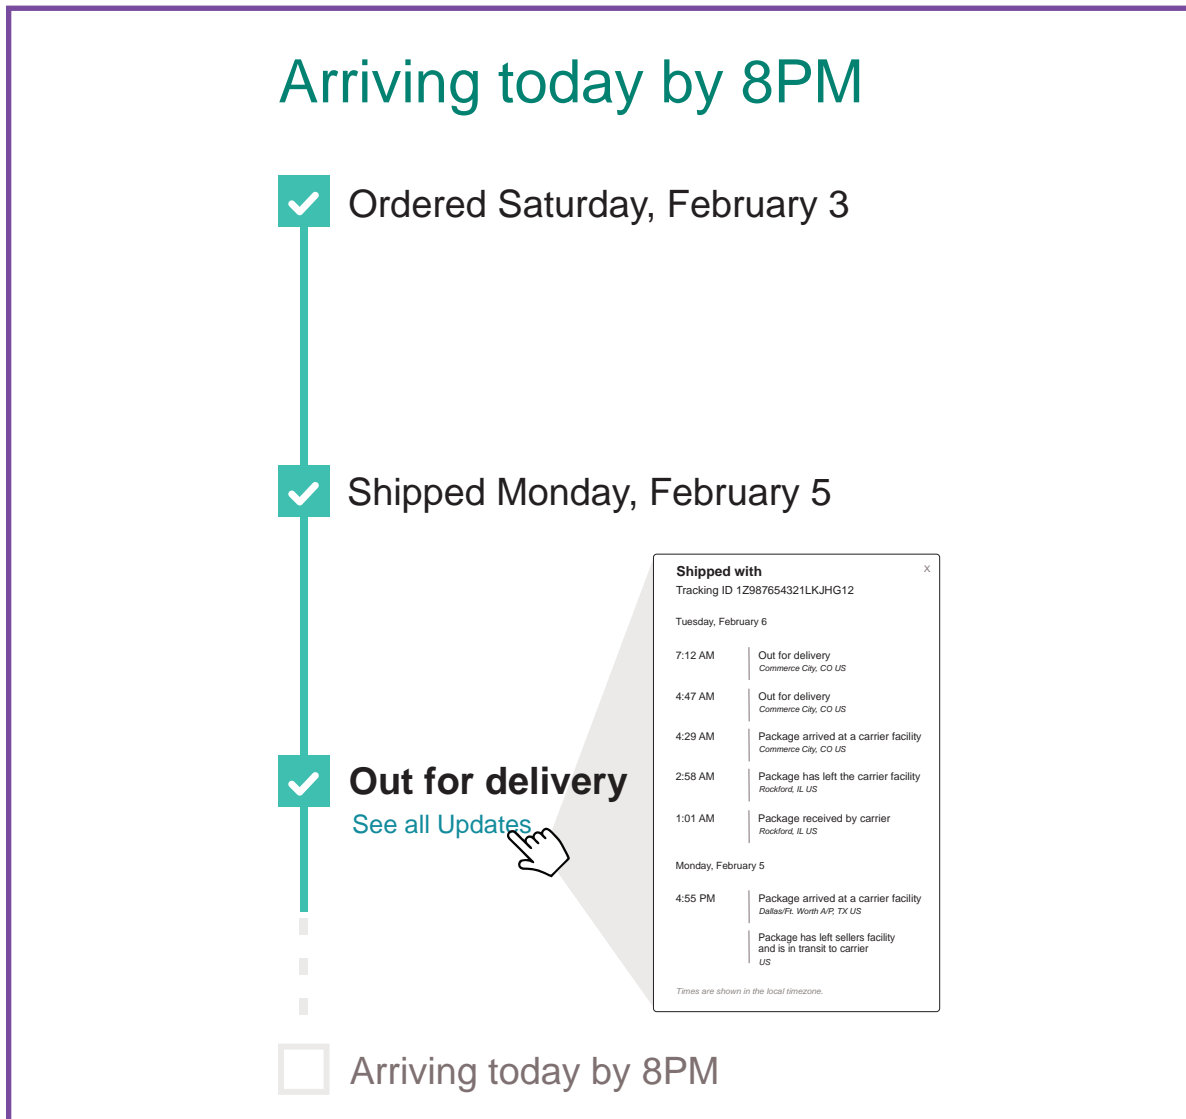 Arriving today by 8PM
Ordered Saturday, February 3
Shipped Monday, February 5
Out for delivery
See all Updates
Shipped with
x
Tracking ID 1Z987654321LKJHG12
Tuesday, February 6
7:12 AM
Out for delivery
Commerce City, CO US
4:47 AM
Out for delivery
Commerce City, CO US
4:29 AM
Package arrived at a carrier facility
Commerce City, CO US
2:58 AM
Package has left the carrier facility
Rockford, IL US
1:01 AM
Package received by carrier
Rockford, IL US
Monday, February 5
4:55 PM
Package arrived at a carrier facility
Dallas/Ft. Worth A/P, TX US
Package has left sellers facility
and is in transit to carrier
US
Times are shown in the local timezone.
Arriving today by 8PM